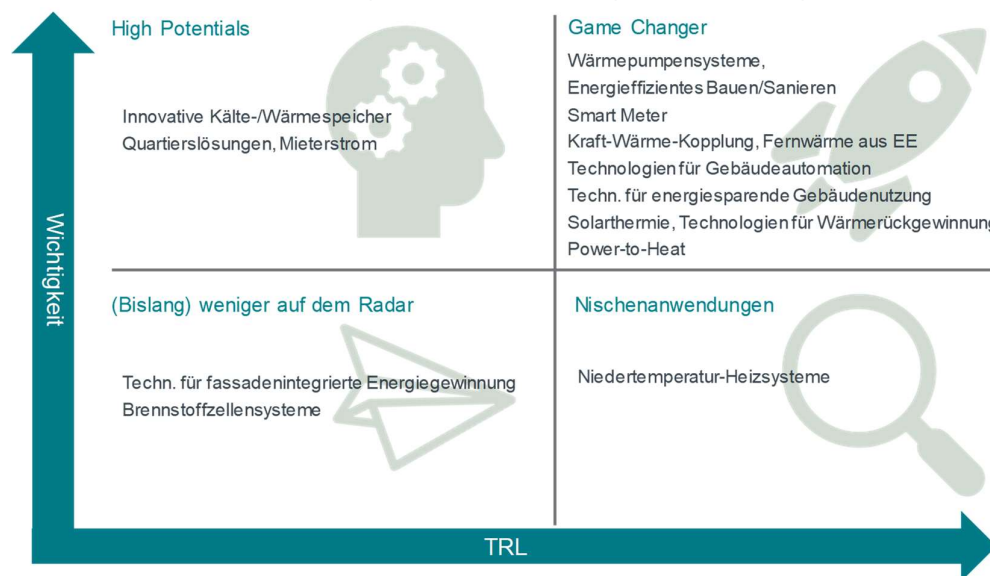 High Potentials
Innovative Kälte-/Wärmespeicher
Quartierslösungen, Mieterstrom
Game Changer
Wärmepumpensysteme,
Energieffizientes Bauen/Sanieren
Smart Meter
Kraft-Wärme-Kopplung, Fernwärme aus EE
Technologien für Gebäudeautomation
Techn. für energiesparende Gebäudenutzung
Solarthermie, Technologien für Wärmerückgewinnung
Power-to-Heat
Wichtigkeit
(Bislang) weniger auf dem Radar
Techn. für fassadenintegrierte Energiegewinnung
Brennstoffzellensysteme
Nischenanwendungen
Niedertemperatur-Heizsysteme
TRL